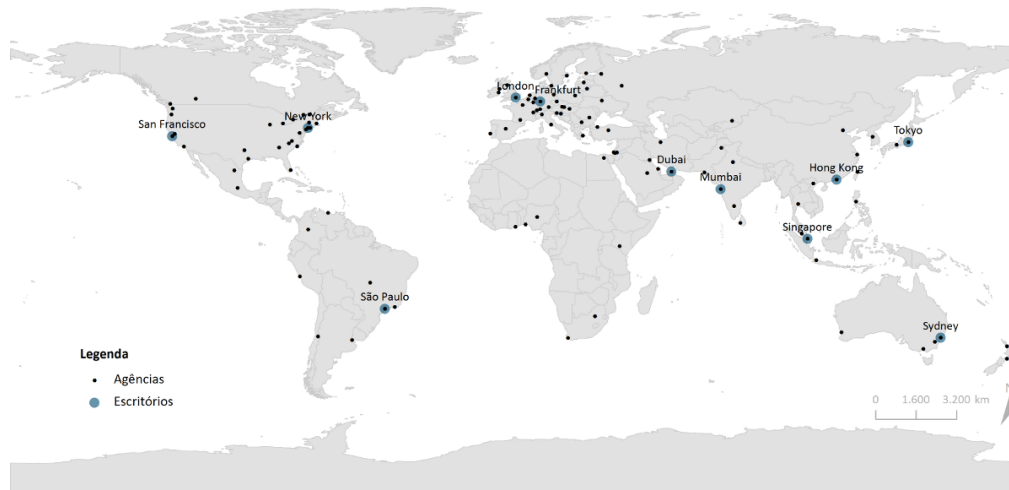 London
Frankfurt
New York
San Francisco
Tokyo
Dubai
Hong Kong
Mumbai
Singapore
São Paulo
Sydney
Legenda
Agências
Escritórios
N
0 1.600 3.200 km